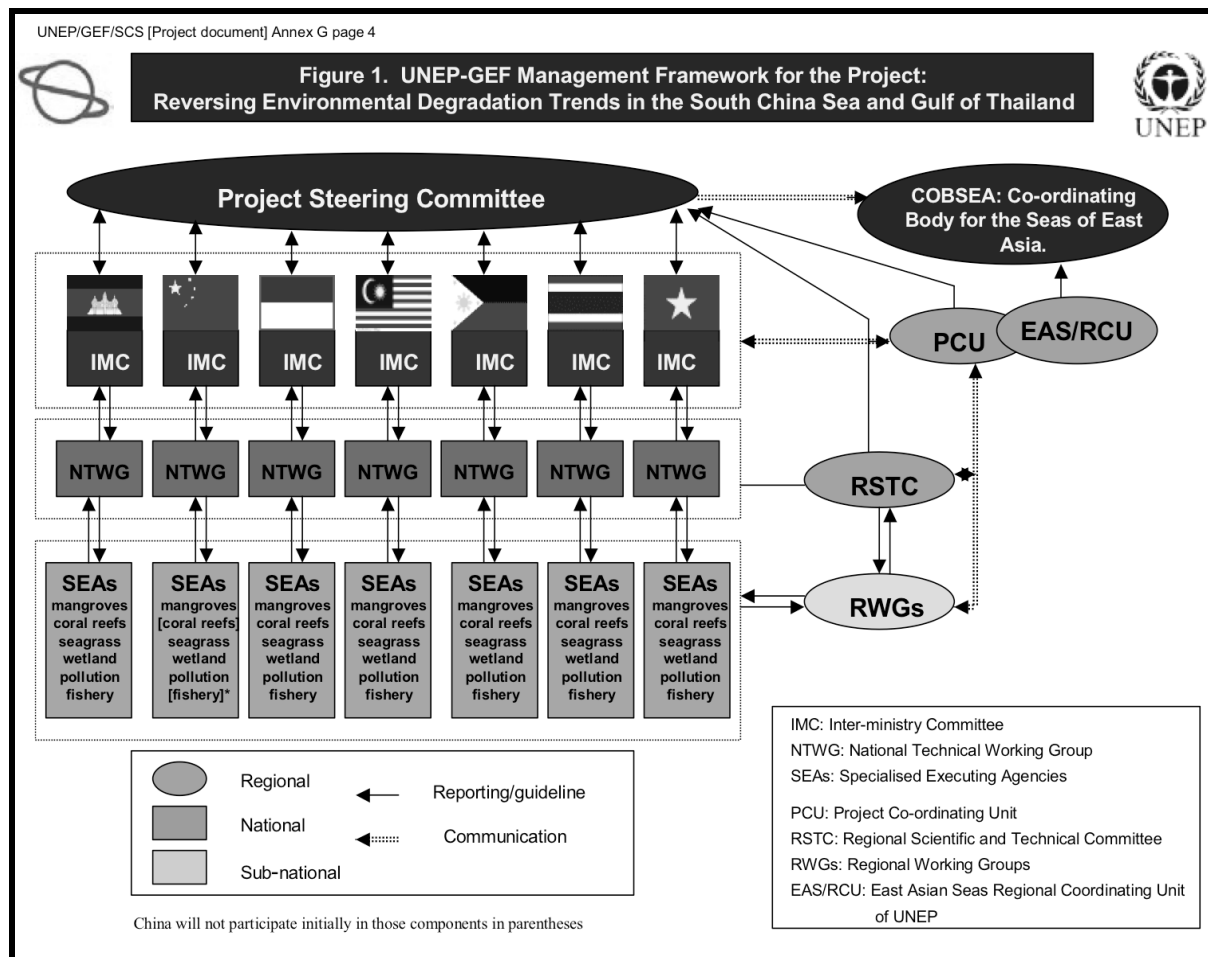 UNEP/GEF/SCS [Project document] Annex G page 4
Figure 1. UNEP-GEF Management Framework for the Project:
Reversing Environmental Degradation Trends in the South China Sea and Gulf of Thailand
UNEP
Project Steering Committee
COBSEA: Co-ordinating
Body for the Seas of East
Asia.
PCU
EAS/RCU
IMC
IMC
IMC
IMC
IMC
IMC
IMC
NTWG
NTWG
NTWG
NTWG
NTWG
NTWG
NTWG
RSTC
SEAs
mangroves
coral reefs
seagrass
wetland
pollution
fishery
SEAs
mangroves
[coral reefs]
seagrass
wetland
pollution
[fishery]*
SEAs
mangroves
coral reefs
seagrass
wetland
pollution
fishery
SEAs
mangroves
coral reefs
seagrass
wetland
pollution
fishery
SEAs
mangroves
coral reefs
seagrass
wetland
pollution
fishery
SEAs
mangroves
coral reefs
seagrass
wetland
pollution
fishery
SEAs
mangroves
coral reefs
seagrass
wetland
pollution
fishery
RWGs
Regional
National
Sub-national
Reporting/guideline
Communication
IMC: Inter-ministry Committee
NTWG: National Technical Working Group
SEAs: Specialised Executing Agencies
PCU: Project Co-ordinating Unit
RSTC: Regional Scientific and Technical Committee
RWGs: Regional Working Groups
EAS/RCU: East Asian Seas Regional Coordinating Unit
of UNEP
China will not participate initially in those components in parentheses